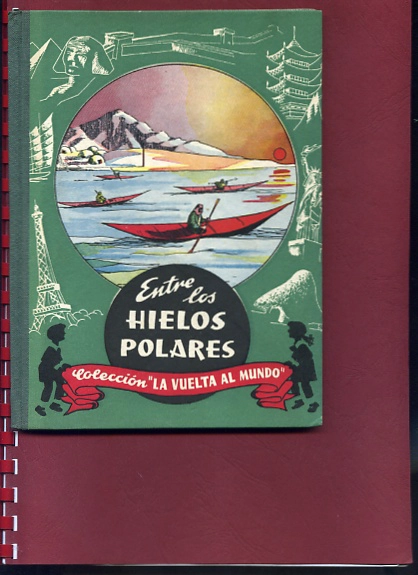 Entre
los
HIELOS
POLARES
Colección "LA VUELTA AL MUNDO"